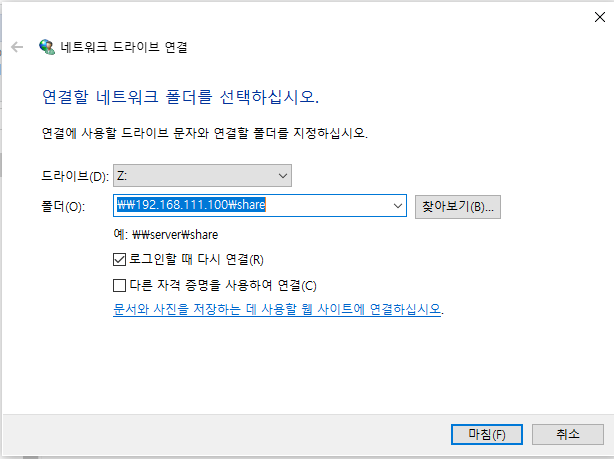 네트워크 드라이브 연결
연결할 네트워크 폴더를 선택하십시오.
연결에 사용할 드라이브 문자와 연결할 폴더를 지정하십시오.
드라이브(D): Z:
폴더(O): ₩₩192.168.111.100₩share 찾아보기(B)...
예: ₩₩server₩share
로그인할 때 다시 연결(R)
다른 자격 증명을 사용하여 연결(C)
문서와 사진을 저장하는 데 사용할 웹 사이트에 연결하십시오.
마침(F) 취소